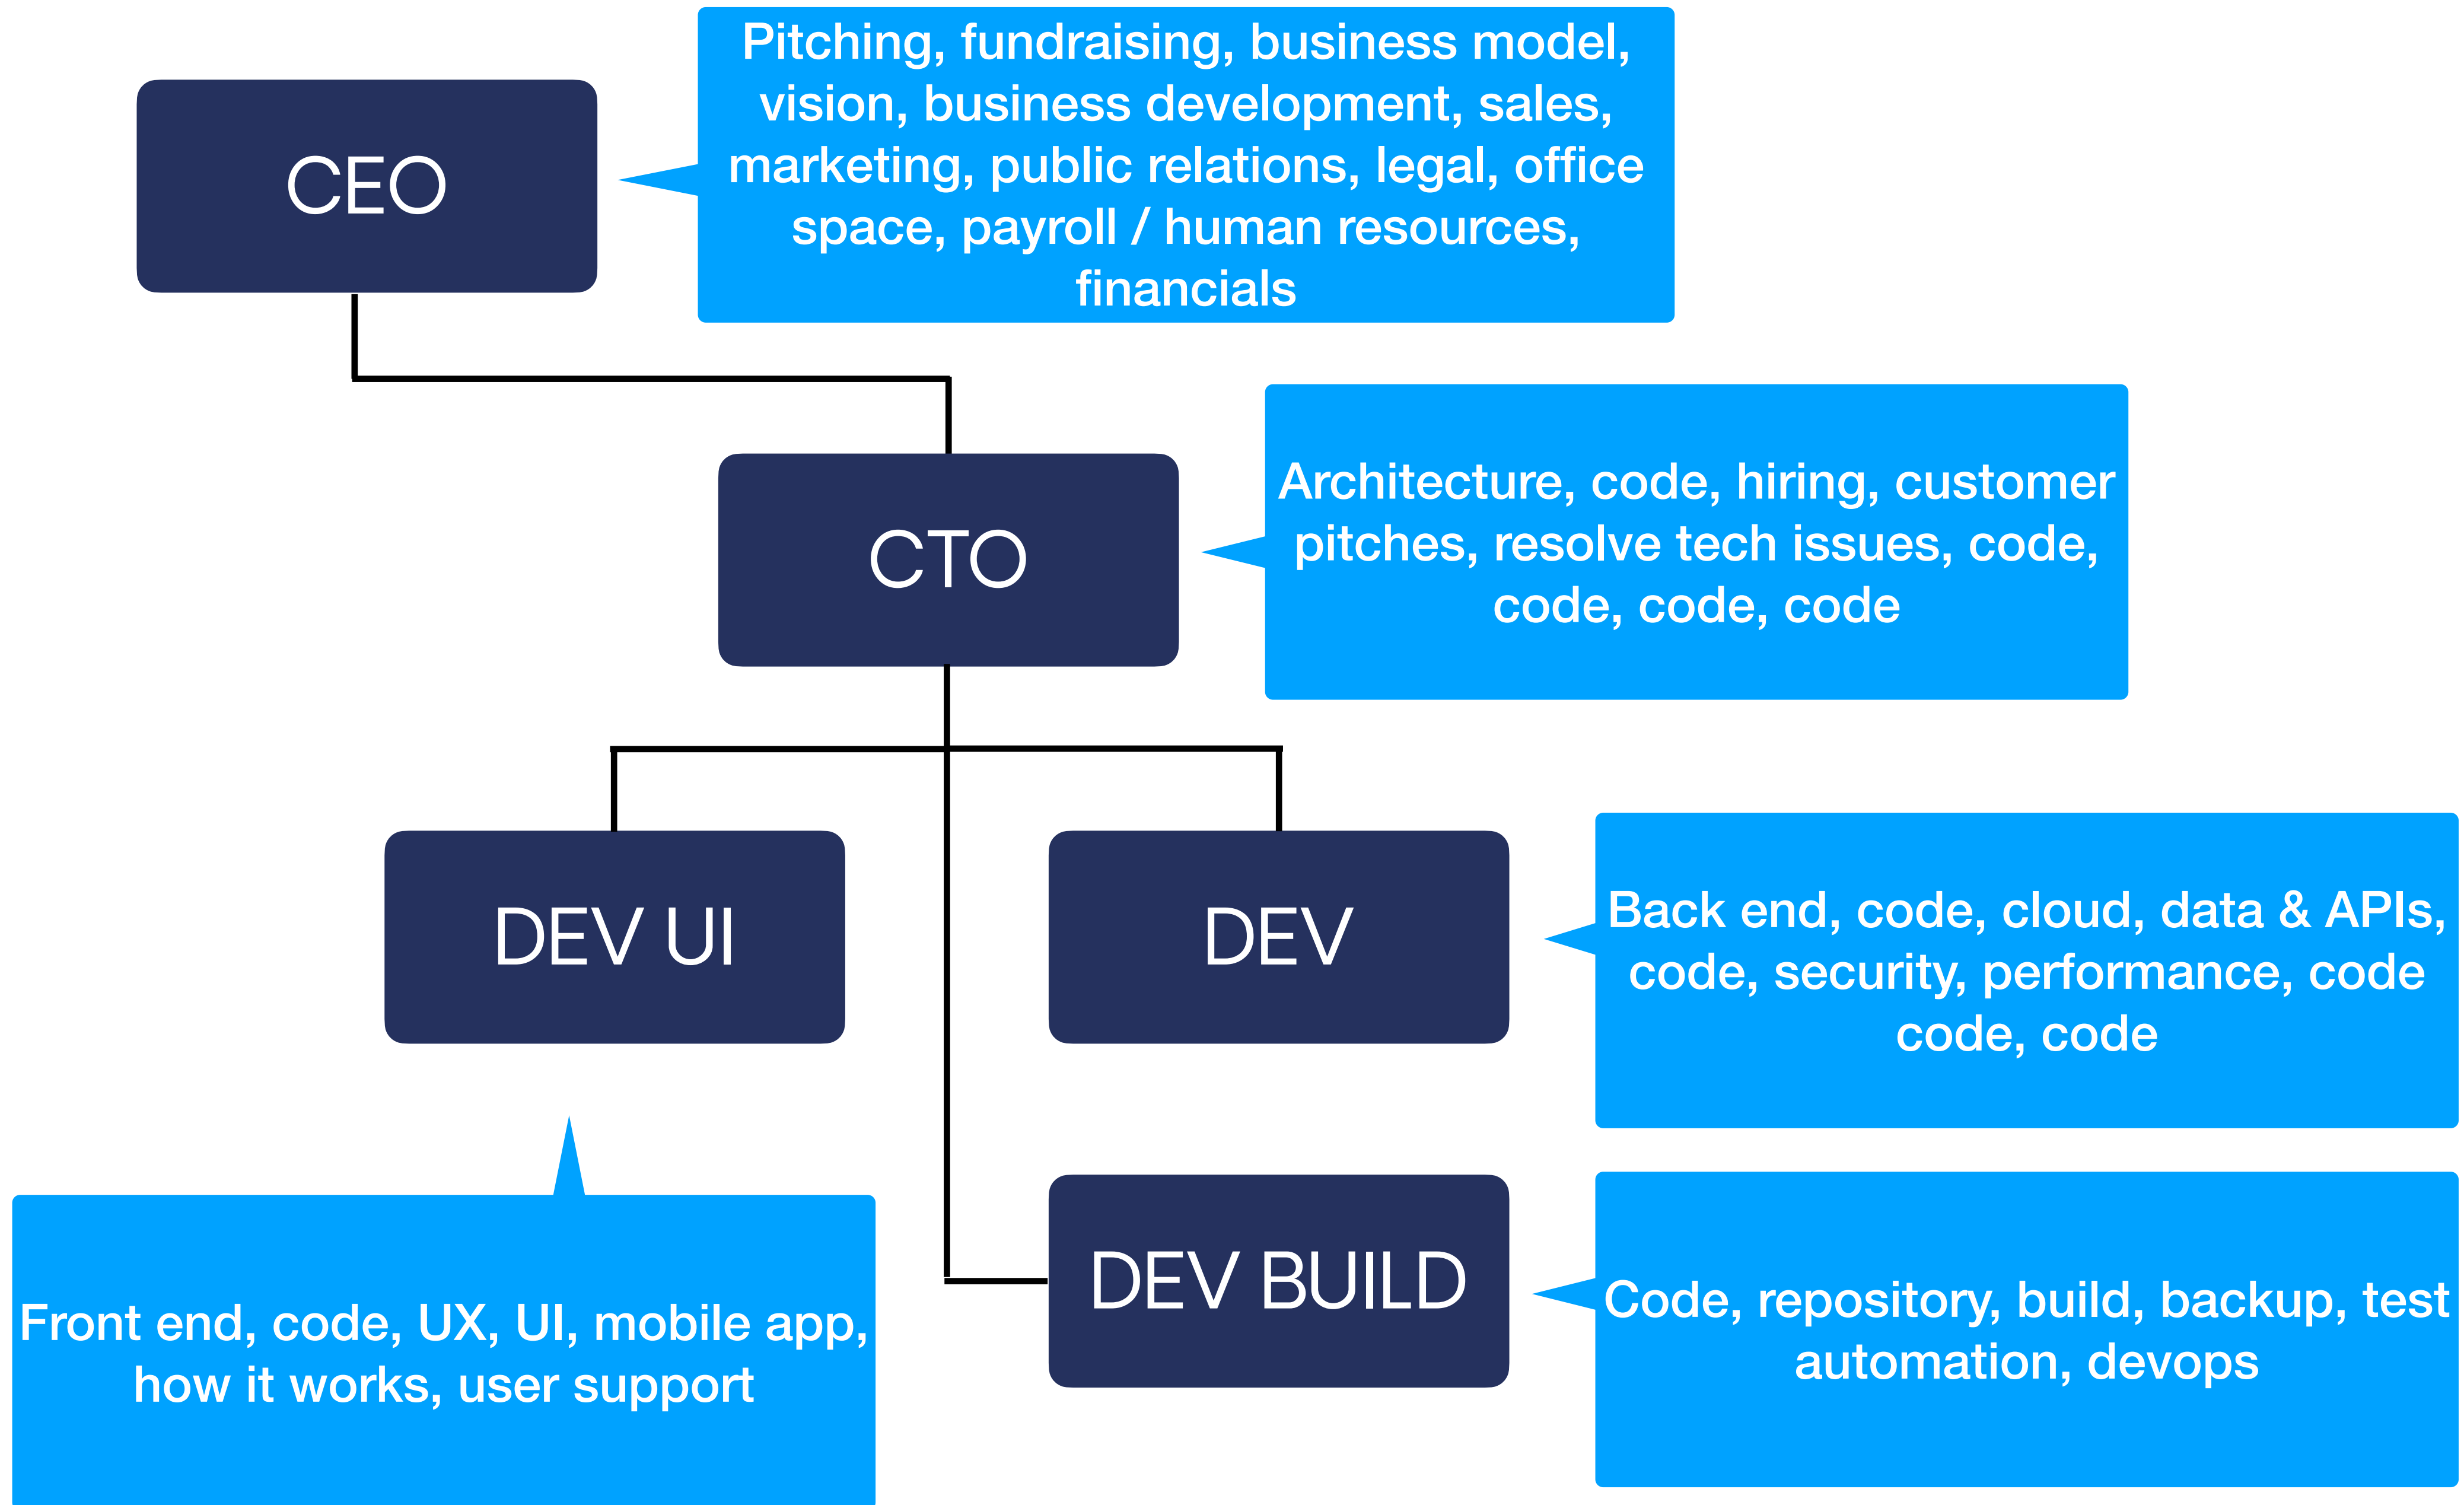 Pitching, fundraising, business model,
vision, business development, sales,
marketing, public relations, legal, office
space, payroll / human resources,
financials
CEO
Architecture, code, hiring, customer
pitches, resolve tech issues, code,
code, code, code
CTO
DEV UI
DEV
Back end, code, cloud, data & APIs,
code, security, performance, code
code, code
Front end, code, UX, UI, mobile app,
how it works, user support
DEV BUILD
Code, repository, build, backup, test
automation, devops